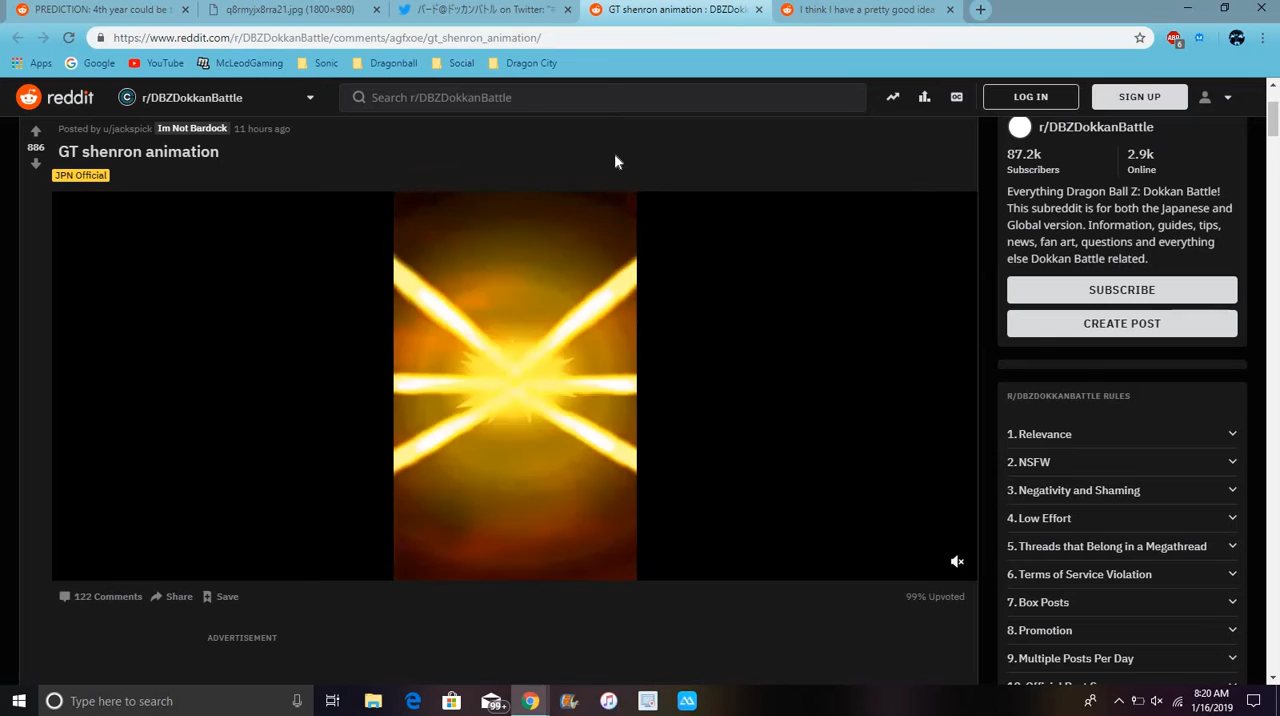 PREDICTION: 4th year could be t
q8rmyjx8rra21.jpg (1800×980)
バード@ドッカンバトル on Twitter: "=
GT shenron animation : DBZDokk
I think I have a pretty good idea
https://www.reddit.com/r/DBZDokkanBattle/comments/agfxoe/gt_shenron_animation/
ABP
6
Apps
Google
YouTube
McLeodGaming
Sonic
Dragonball
Social
Dragon City
reddit
r/DBZDokkanBattle
Search r/DBZDokkanBattle
OC
LOG IN
SIGN UP
Posted by u/jackspick Im Not Bardock 11 hours ago
886
GT shenron animation
JPN Official
122 Comments
Share
Save
99% Upvoted
ADVERTISEMENT
r/DBZDokkanBattle
87.2k
2.9k
Subscribers
Online
Everything Dragon Ball Z: Dokkan Battle!
This subreddit is for both the Japanese and
Global version. Information, guides, tips,
news, fan art, questions and everything
else Dokkan Battle related.
SUBSCRIBE
CREATE POST
R/DBZDOKKANBATTLE RULES
1. Relevance
2. NSFW
3. Negativity and Shaming
4. Low Effort
5. Threads that Belong in a Megathread
6. Terms of Service Violation
7. Box Posts
8. Promotion
9. Multiple Posts Per Day
Type here to search
99+
8:20 AM
1/16/2019